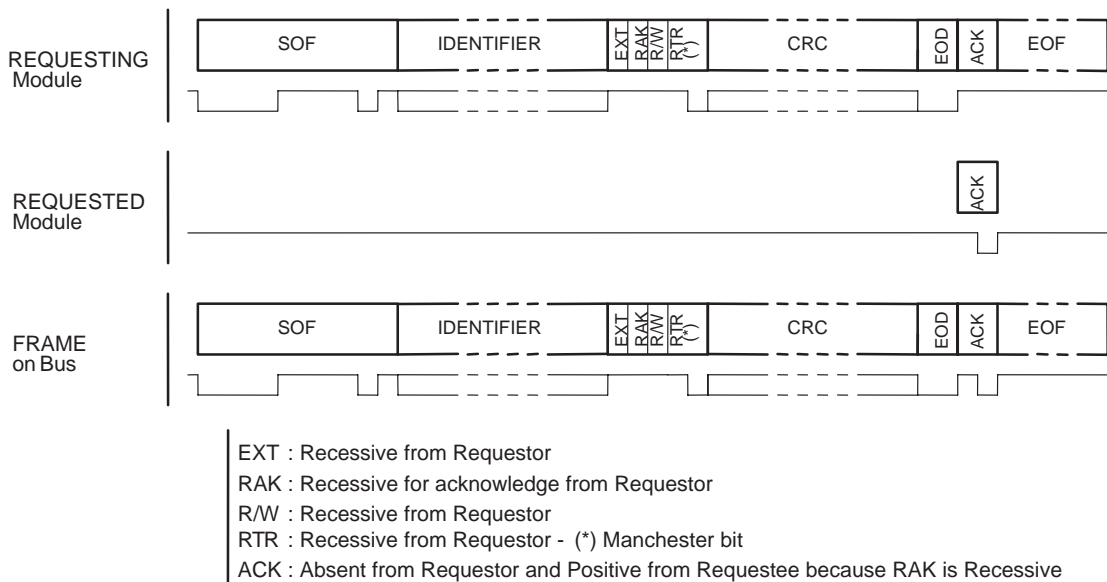 REQUESTING
Module
SOF IDENTIFIER EXT RAK R/W RTR (*) CRC EOD ACK EOF
REQUESTED
Module
ACK
FRAME
on Bus
SOF IDENTIFIER EXT RAK R/W RTR (*) CRC EOD ACK EOF
EXT : Recessive from Requestor
RAK : Recessive for acknowledge from Requestor
R/W : Recessive from Requestor
RTR : Recessive from Requestor - (*) Manchester bit
ACK : Absent from Requestor and Positive from Requestee because RAK is Recessive